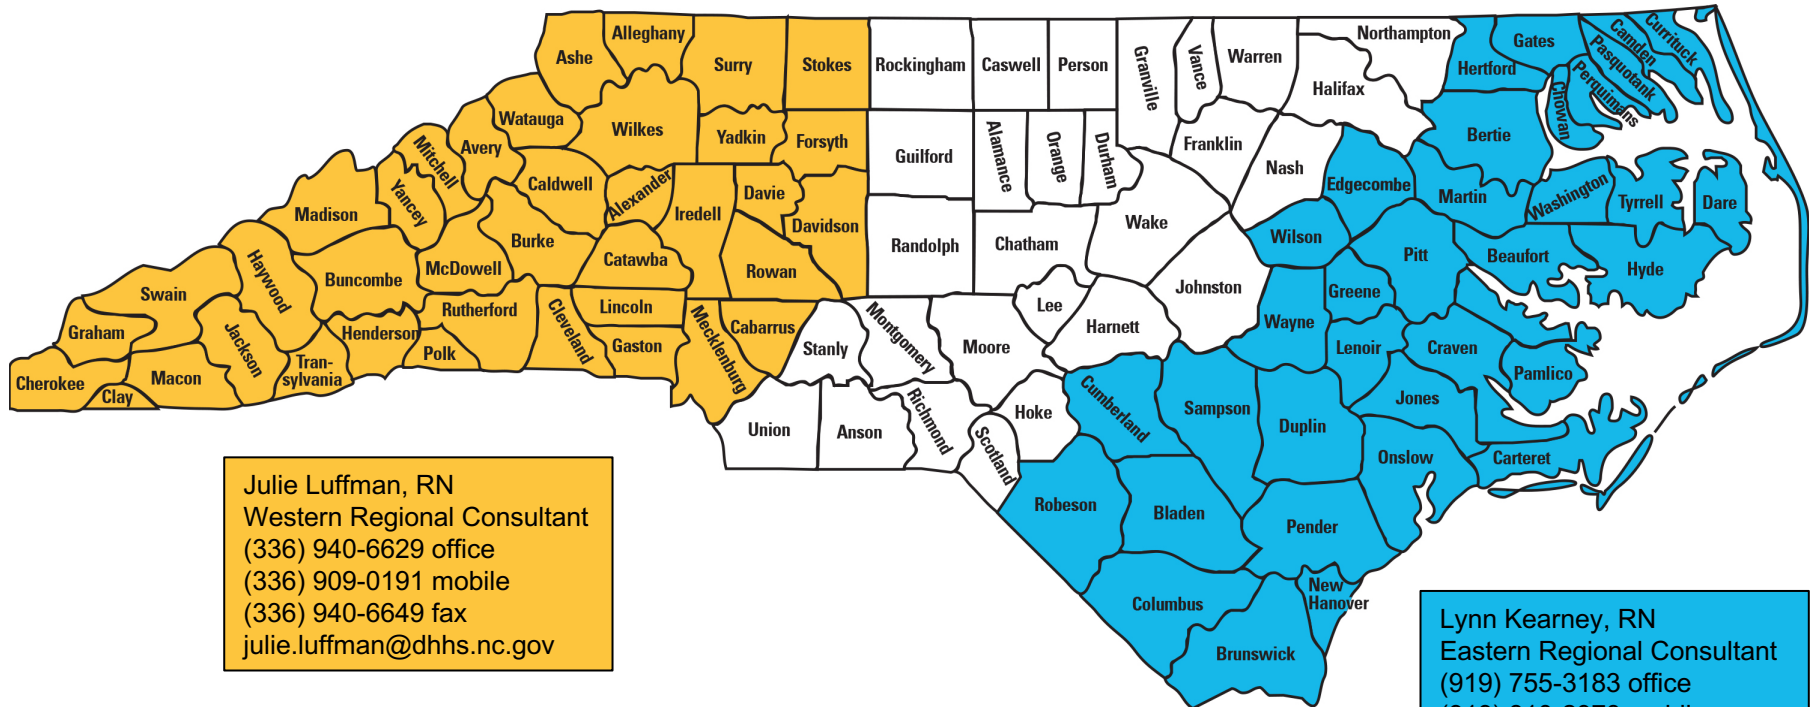 Ashe
Alleghany
Surry
Stokes
Rockingham
Caswell
Person
Granville
Vance
Warren
Northampton
Halifax
Hertford
Gates
Currituck
Camden
Pasquotank
Perquimans
Chowan
Bertie
Watauga
Wilkes
Yadkin
Forsyth
Guilford
Alamance
Orange
Durham
Franklin
Nash
Edgecombe
Martin
Washington
Tyrrell
Dare
Mitchell
Avery
Caldwell
Alexander
Iredell
Davie
Davidson
Randolph
Chatham
Wake
Wilson
Pitt
Beaufort
Hyde
Madison
Yancey
Burke
Catawba
Rowan
Johnston
Greene
Haywood
Buncombe
McDowell
Swain
Graham
Jackson
Rutherford
Lincoln
Cleveland
Gaston
Mecklenburg
Cabarrus
Stanly
Montgomery
Moore
Lee
Harnett
Wayne
Lenoir
Craven
Pamlico
Cherokee
Clay
Macon
Tran-
sylvania
Henderson
Polk
Union
Anson
Richmond
Scotland
Hoke
Cumberland
Sampson
Duplin
Jones
Onslow
Carteret
Robeson
Bladen
Pender
Columbus
Brunswick
New
Hanover
Julie Luffman, RN
Western Regional Consultant
(336) 940-6629 office
(336) 909-0191 mobile
(336) 940-6649 fax
julie.luffman@dhhs.nc.gov
Lynn Kearney, RN
Eastern Regional Consultant
(919) 755-3183 office